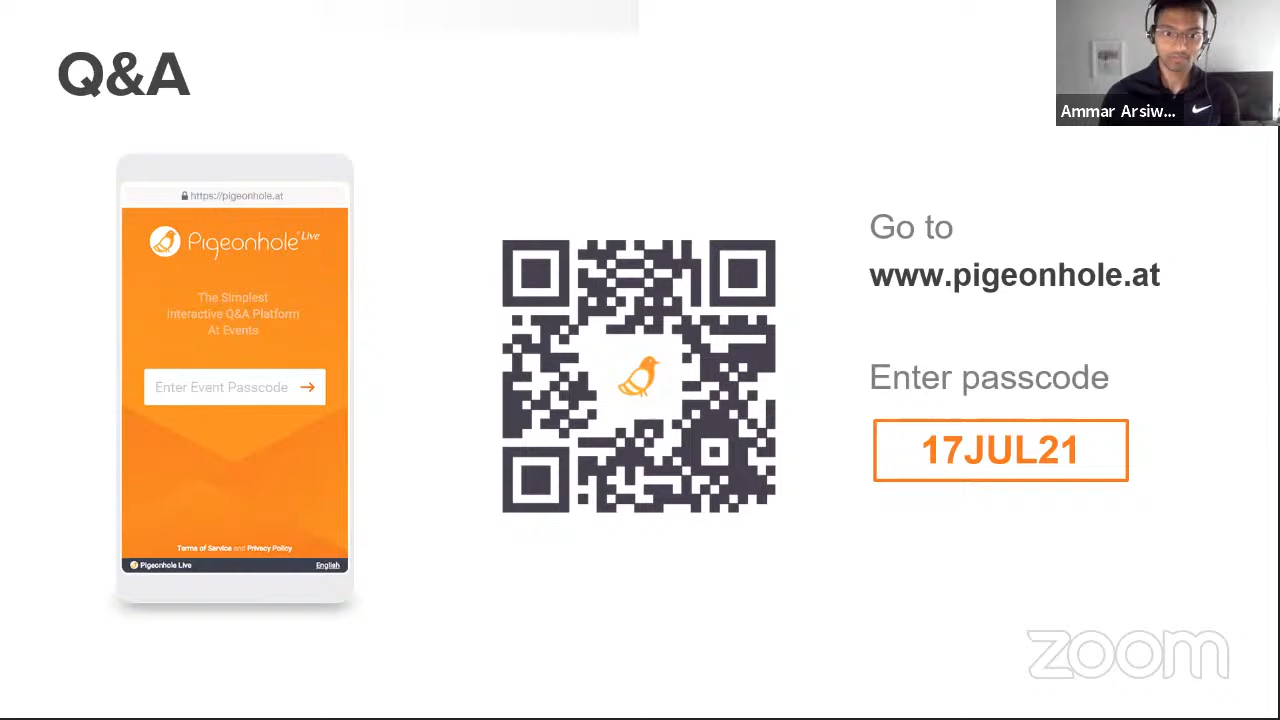 Q&A
Ammar Arsiw...
https://pigeonhole.at
Pigeonhole Live
The Simplest
Interactive Q&A Platform
At Events
Enter Event Passcode
Terms of Service and Privacy Policy
Pigeonhole Live
English
Go to
www.pigeonhole.at
Enter passcode
17JUL21
zoom